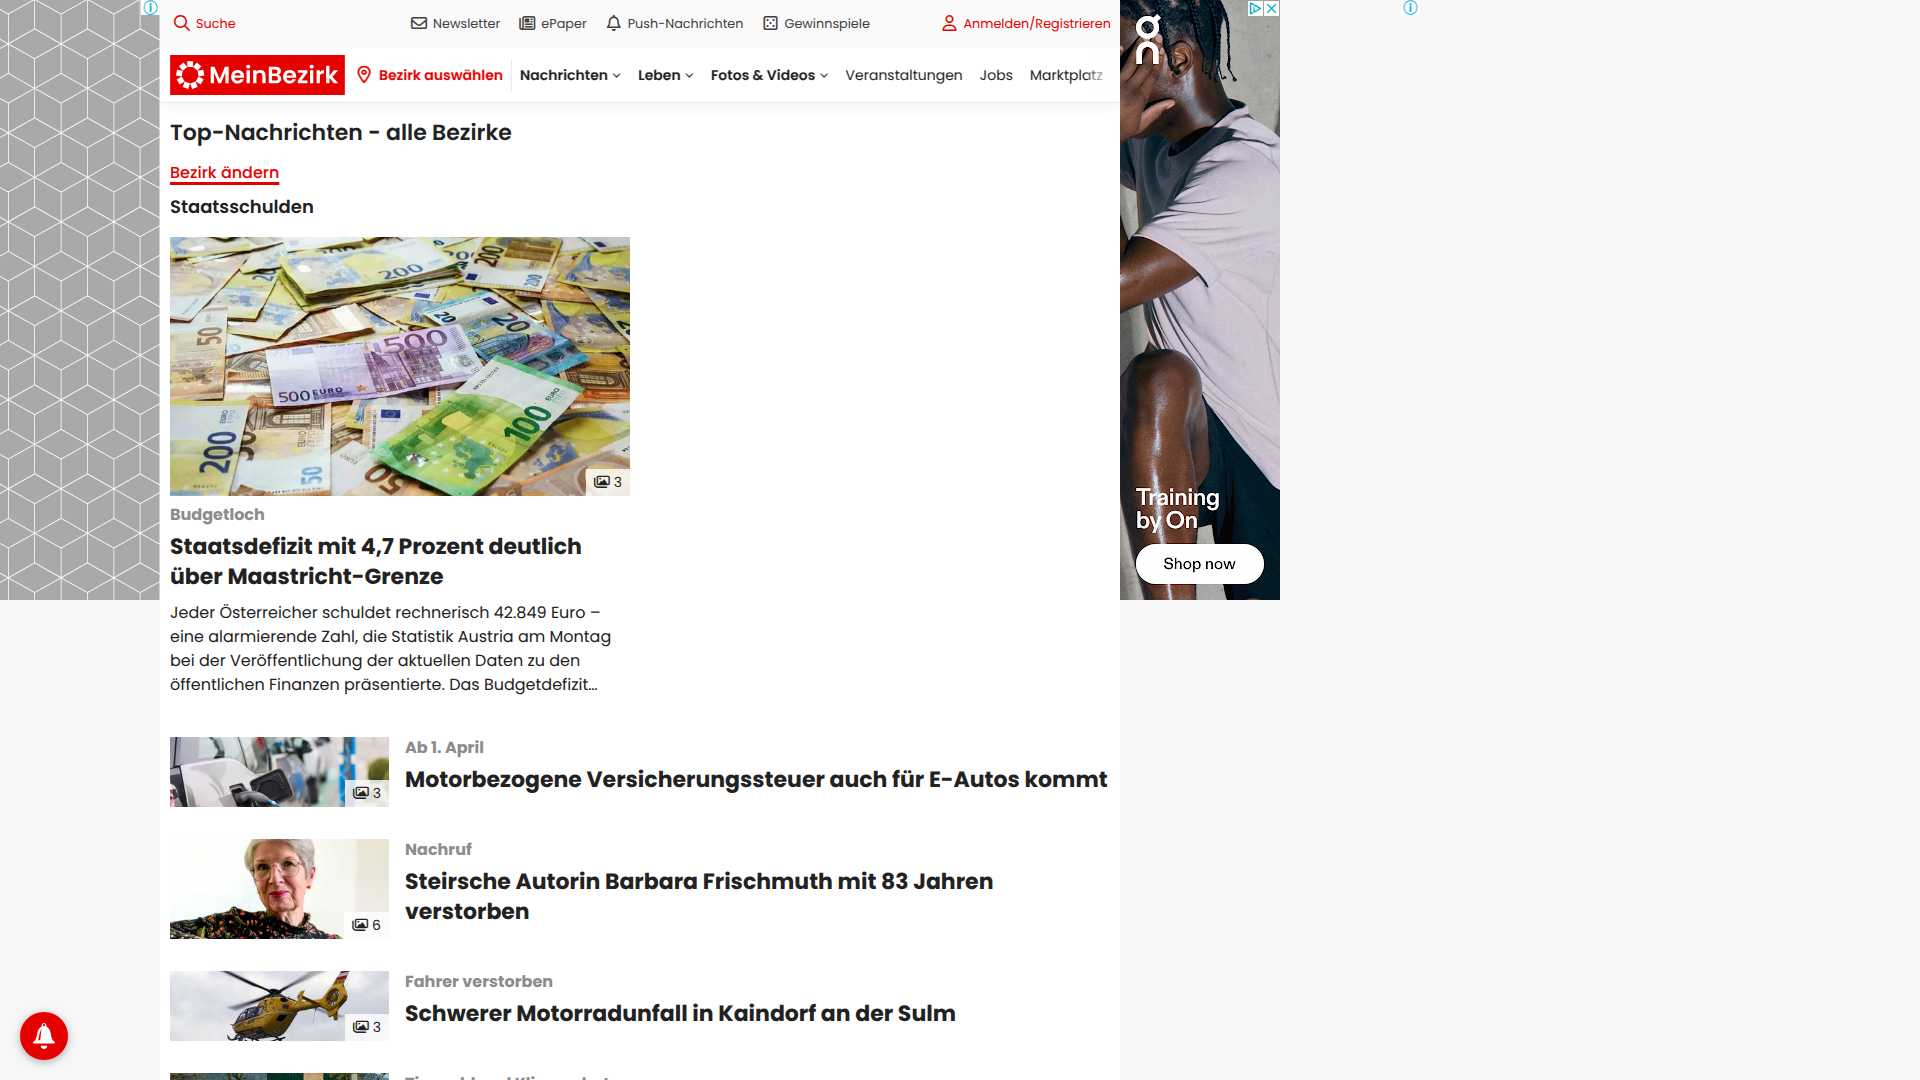 Suche
Newsletter
ePaper
Push-Nachrichten
Gewinnspiele
Anmelden/Registrieren
MeinBezirk
Bezirk auswählen
Nachrichten
Leben
Fotos & Videos
Veranstaltungen
Jobs
Marktplatz
Top-Nachrichten - alle Bezirke
Bezirk ändern
Staatsschulden
3
Budgetloch
Staatsdefizit mit 4,7 Prozent deutlich
über Maastricht-Grenze
Jeder Österreicher schuldet rechnerisch 42.849 Euro –
eine alarmierende Zahl, die Statistik Austria am Montag
bei der Veröffentlichung der aktuellen Daten zu den
öffentlichen Finanzen präsentierte. Das Budgetdefizit...
3
Ab 1. April
Motorbezogene Versicherungssteuer auch für E-Autos kommt
6
Nachruf
Steirsche Autorin Barbara Frischmuth mit 83 Jahren
verstorben
3
Fahrer verstorben
Schwerer Motorradunfall in Kaindorf an der Sulm
on
Training
by On
Shop now